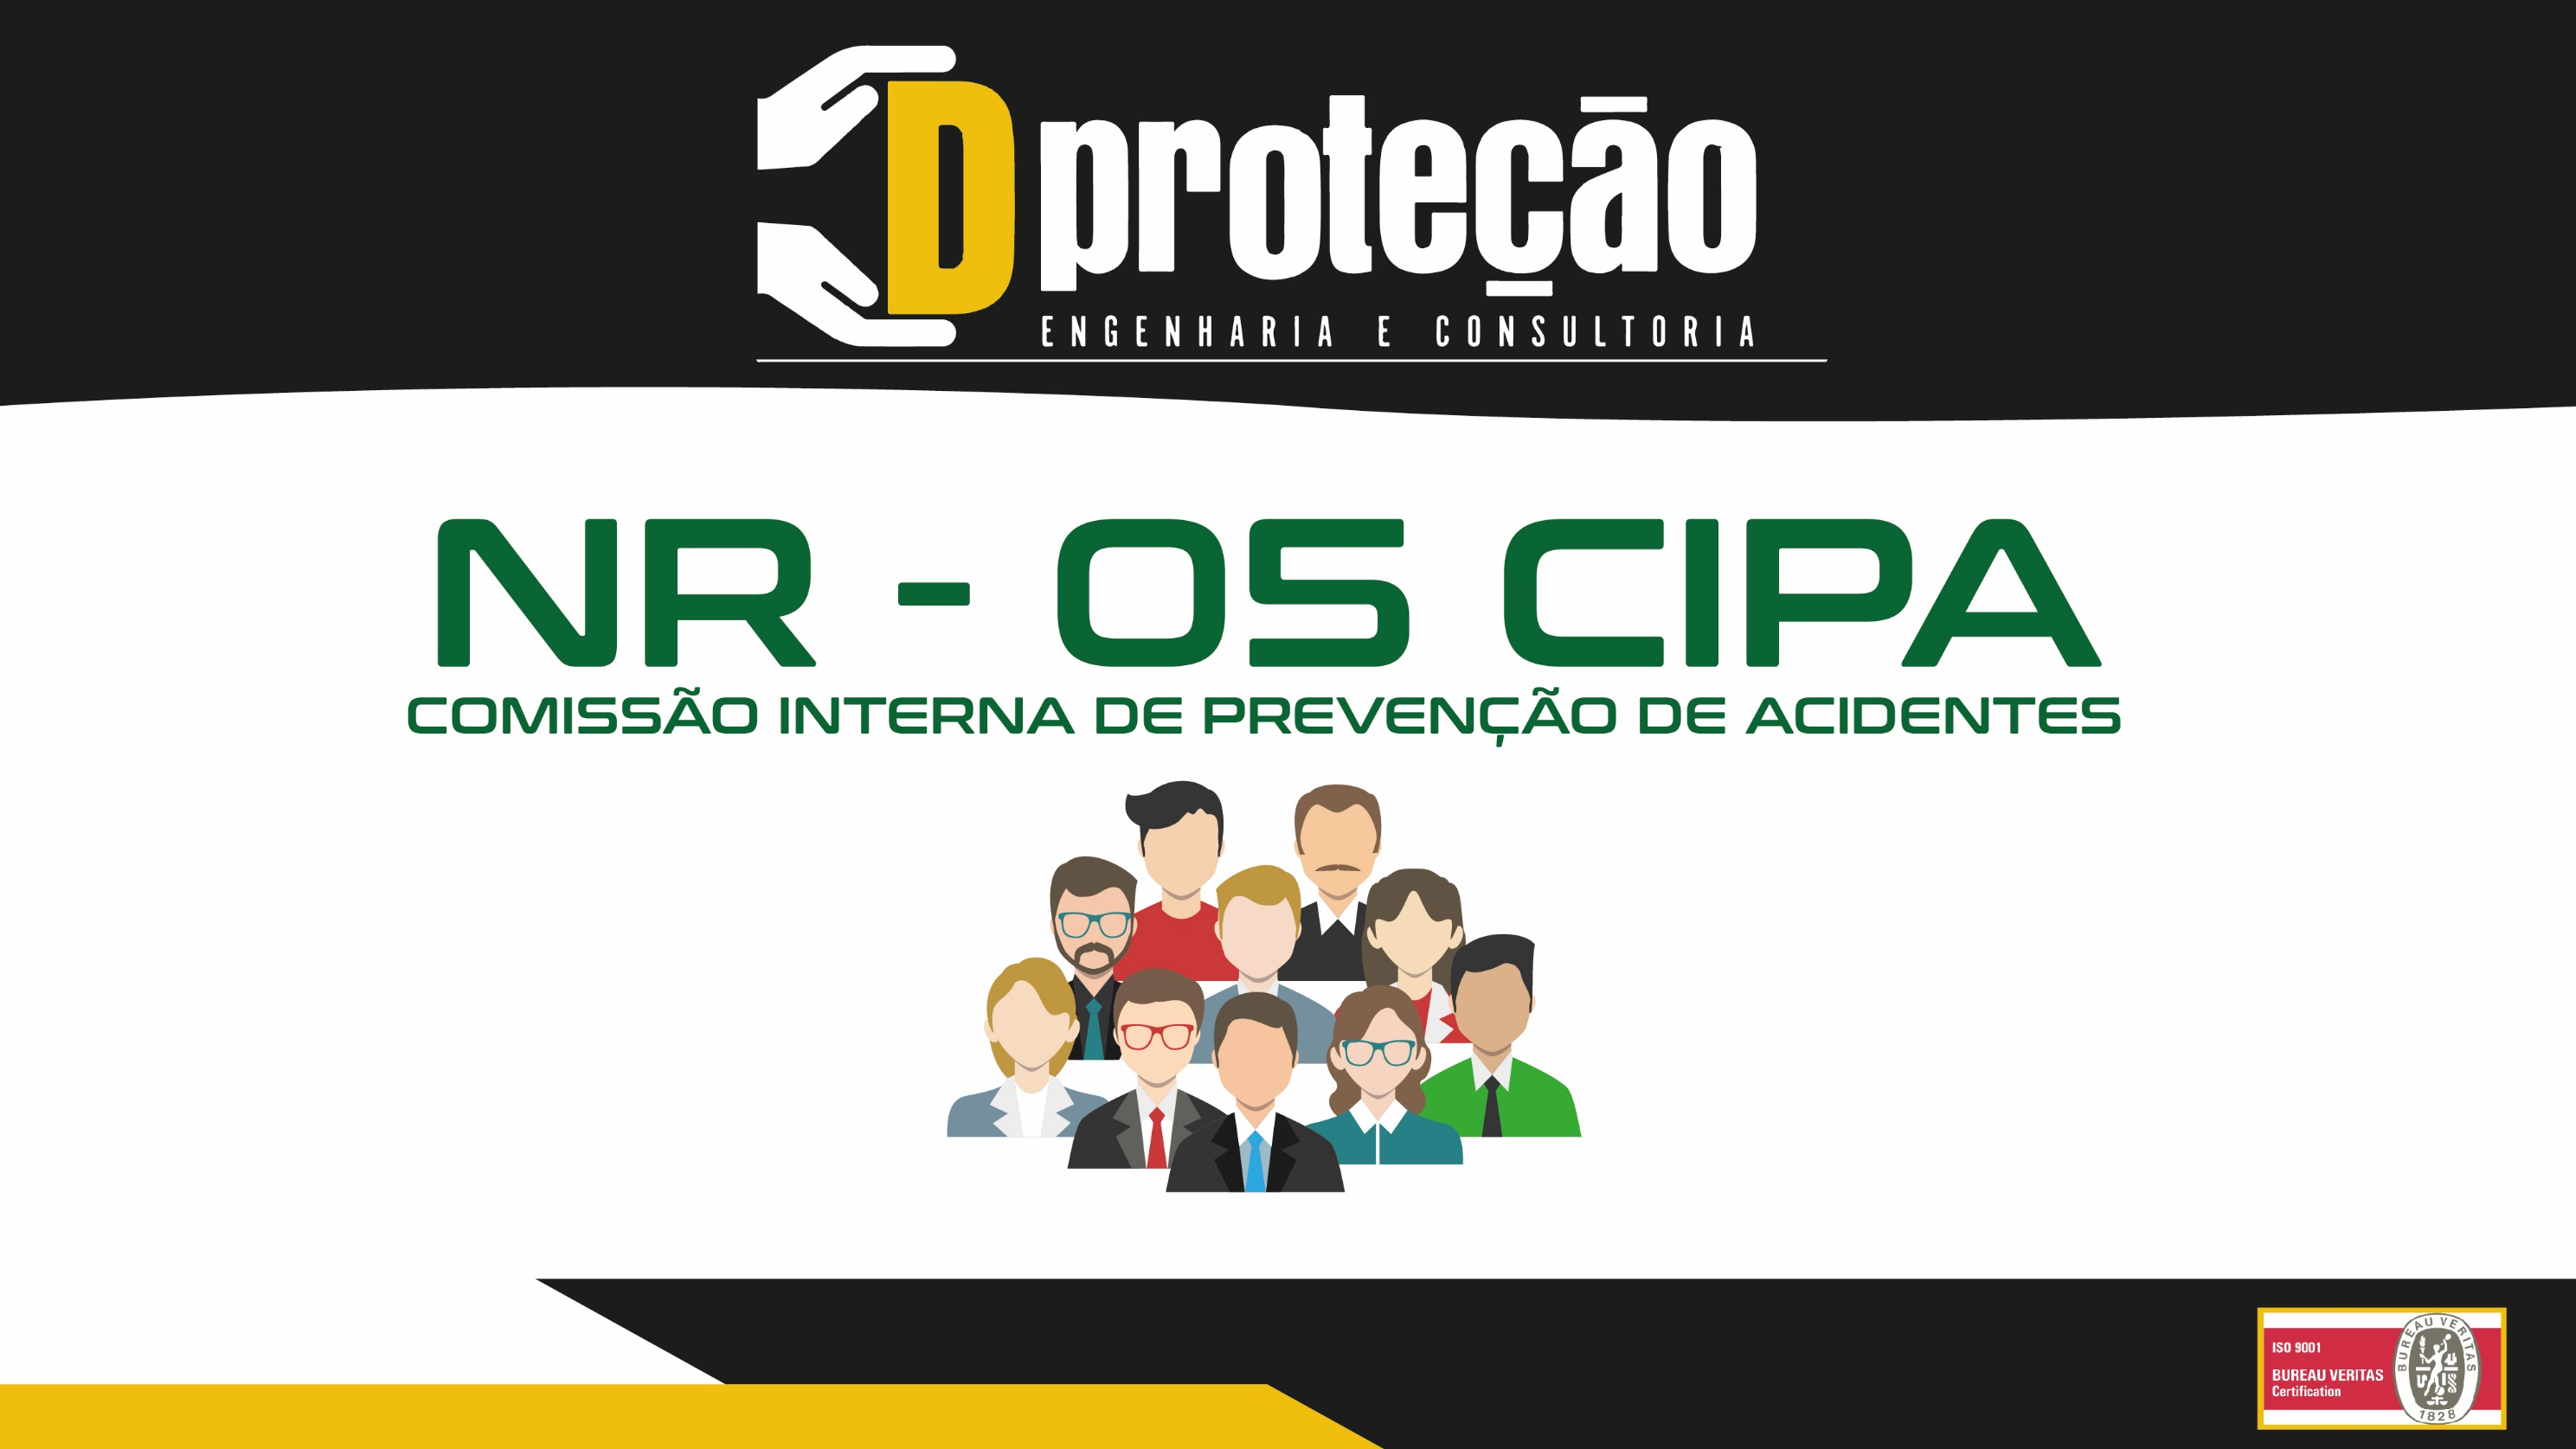 Dproteção
ENGENHARIA E CONSULTORIA
NR - 05 CIPA
COMISSÃO INTERNA DE PREVENÇÃO DE ACIDENTES
ISO 9001
BUREAU VERITAS
Certification
BUREAU VERITAS
1828